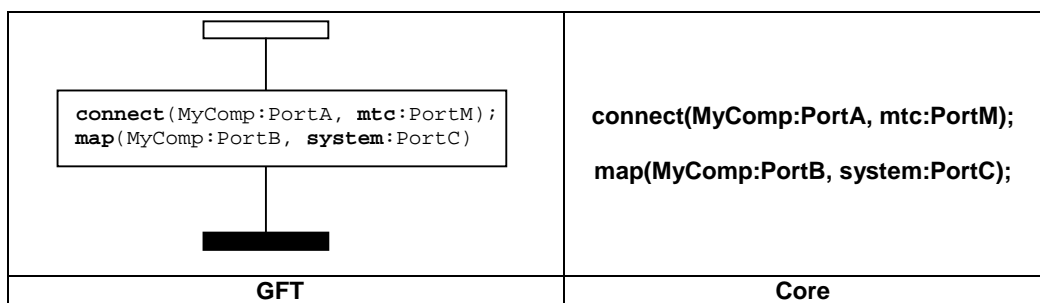 connect(MyComp:PortA, mtc:PortM);
map(MyComp:PortB, system:PortC)
connect(MyComp:PortA, mtc:PortM);
map(MyComp:PortB, system:PortC);
GFT
Core